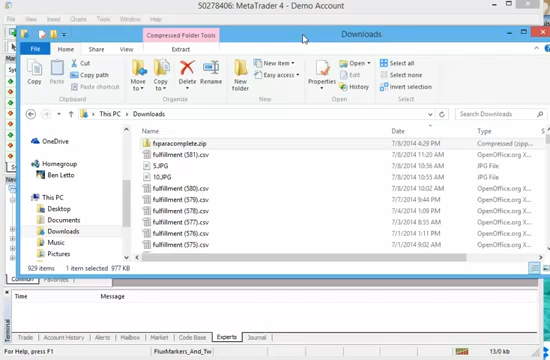 50278406: MetaTrader 4 - Demo Account
File Insert Charts Tools Window Help
Compressed Folder Tools Downloads
File Home Share View Extract
Copy Paste Cut Copy path Paste shortcut
Move to Copy to Delete Rename
New folder New item Easy access
Properties Open Edit History
Select all Select none Invert selection
Clipboard Organize New Open Select
This PC Downloads Search Downloads
Name Date modified Type
OneDrive
Homegroup
Ben Letto
This PC
Desktop
Documents
Downloads
Music
Pictures
fxparacomplete.zip 7/8/2014 4:29 PM Compressed (zipp...
fulfillment (581).csv 7/8/2014 11:20 AM OpenOffice.org X...
5.JPG 7/8/2014 10:56 AM JPG File
10.JPG 7/8/2014 10:55 AM JPG File
fulfillment (580).csv 7/8/2014 10:02 AM OpenOffice.org X...
fulfillment (579).csv 7/7/2014 9:44 PM OpenOffice.org X...
fulfillment (578).csv 7/4/2014 1:09 PM OpenOffice.org X...
fulfillment (577).csv 7/2/2014 8:55 AM OpenOffice.org X...
fulfillment (576).csv 7/1/2014 1:11 PM OpenOffice.org X...
fulfillment (575).csv 7/1/2014 9:02 AM OpenOffice.org X...
929 items 1 item selected 977 KB
Common Favorites
Time Message
Terminal
Trade Account History Alerts Mailbox Market Code Base Experts Journal
For Help, press F1 FluxMarkers_And_Tw 13/0 kb